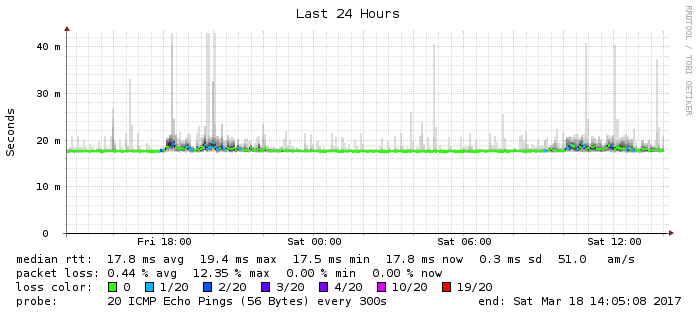 Last 24 Hours
RRDTOOL / TOBI OETIKER
Seconds
40 m
30 m
20 m
10 m
0
Fri 18:00 Sat 00:00 Sat 06:00 Sat 12:00
median rtt: 17.8 ms avg 19.4 ms max 17.5 ms min 17.8 ms now 0.3 ms sd 51.0 am/s
packet loss: 0.44 % avg 12.35 % max 0.00 % min 0.00 % now
loss color: 0 1/20 2/20 3/20 4/20 10/20 19/20
probe: 20 ICMP Echo Pings (56 Bytes) every 300s end: Sat Mar 18 14:05:08 2017